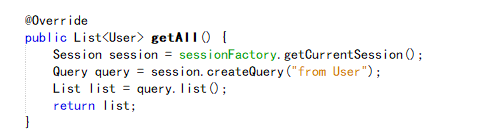 @Override
public List<User> getAll() {
    Session session = sessionFactory.getCurrentSession();
    Query query = session.createQuery("from User");
    List list = query.list();
    return list;
}